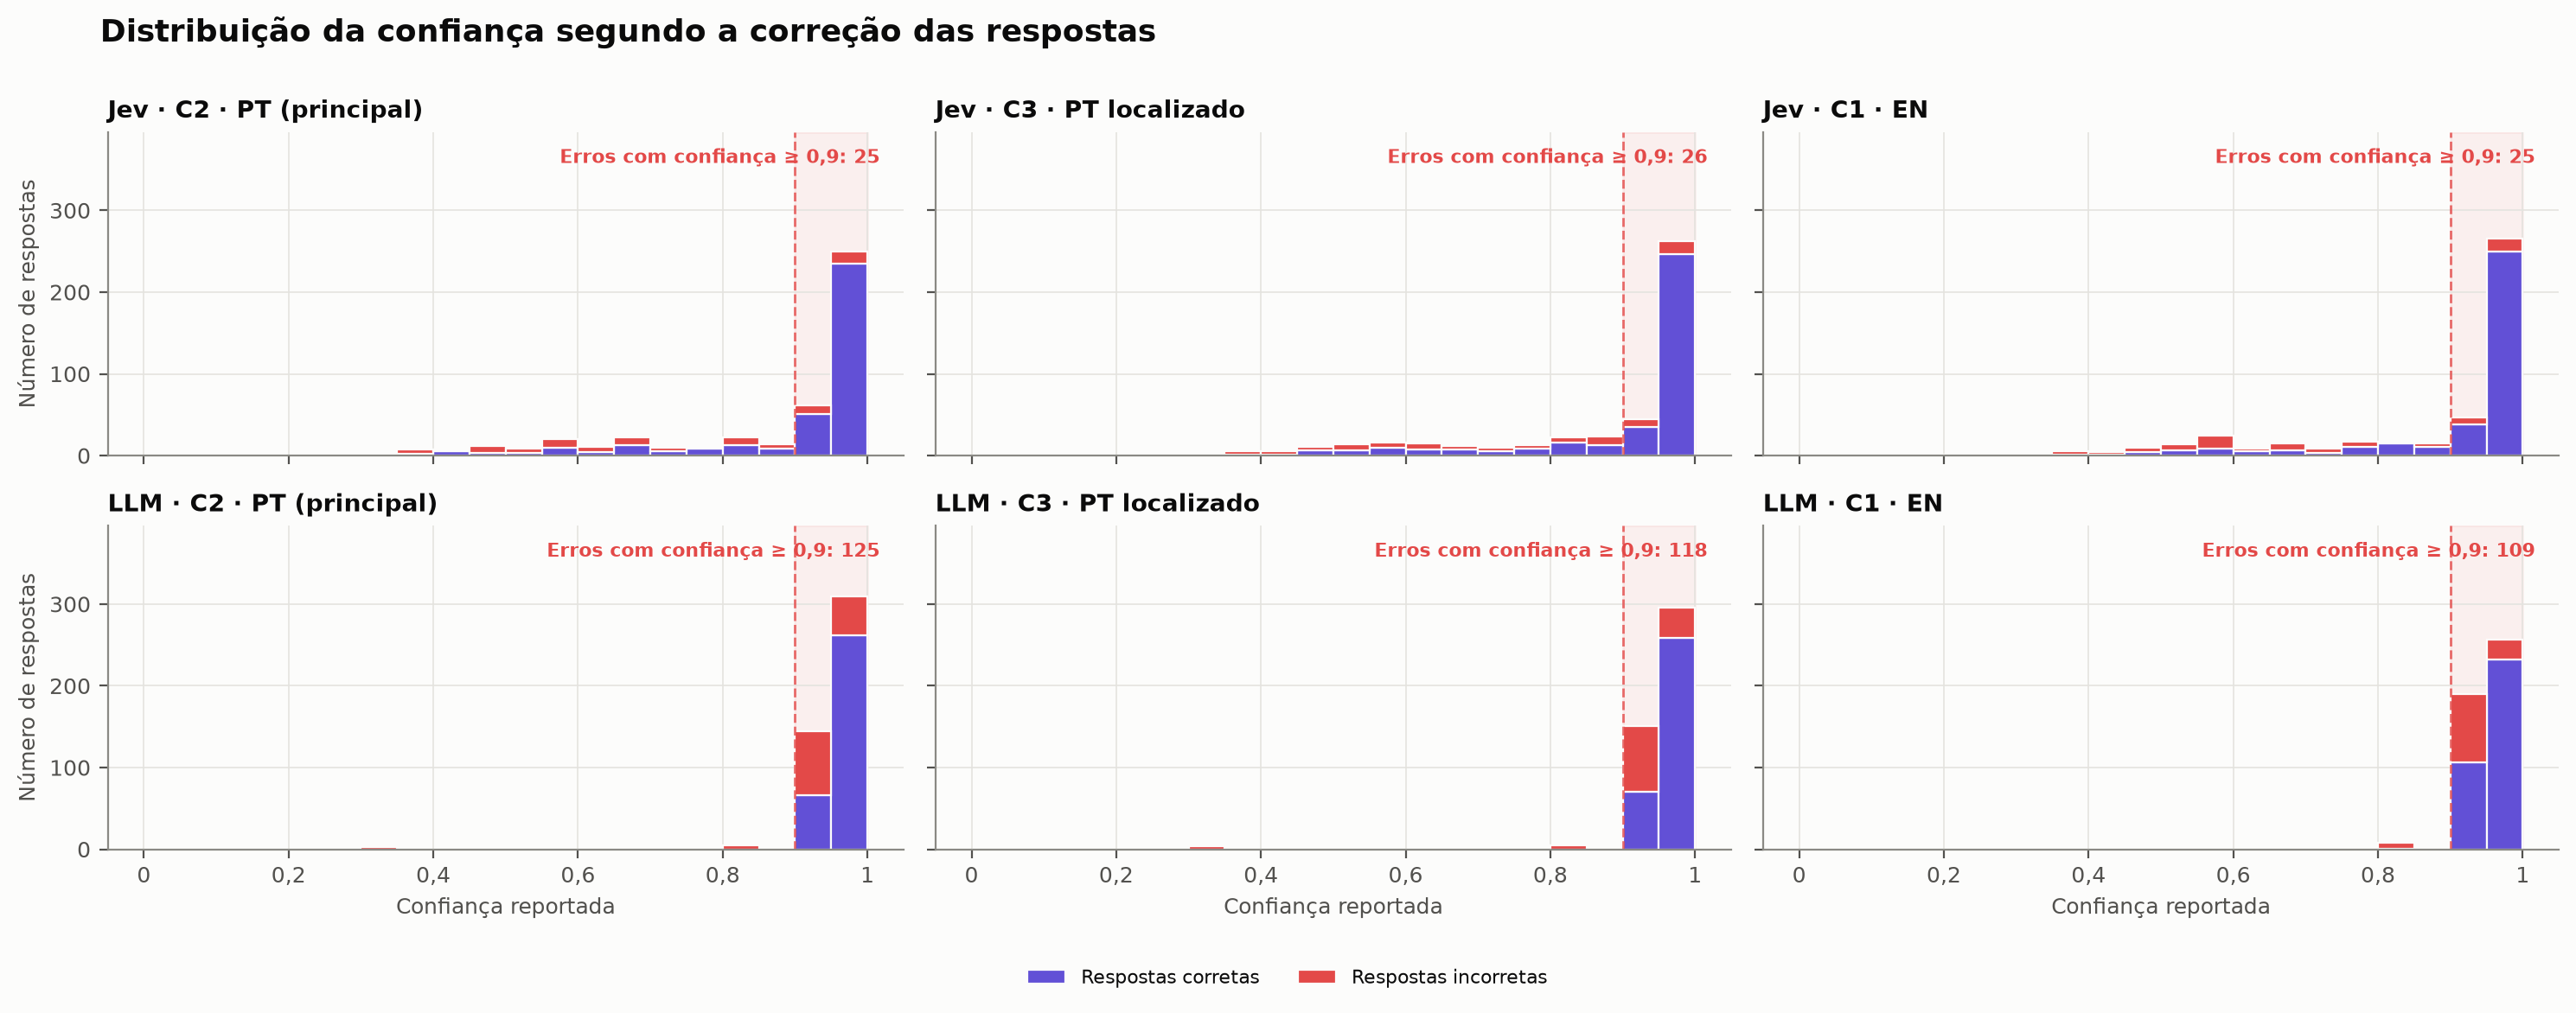 Distribuição da confiança segundo a correção das respostas
Jev · C2 · PT (principal)
Jev · C3 · PT localizado
Jev · C1 · EN
Erros com confiança ≥ 0,9: 25
Erros com confiança ≥ 0,9: 26
Erros com confiança ≥ 0,9: 25
Número de respostas
300
200
100
0
LLM · C2 · PT (principal)
LLM · C3 · PT localizado
LLM · C1 · EN
Erros com confiança ≥ 0,9: 125
Erros com confiança ≥ 0,9: 118
Erros com confiança ≥ 0,9: 109
Número de respostas
300
200
100
0
0 0,2 0,4 0,6 0,8 1
0 0,2 0,4 0,6 0,8 1
0 0,2 0,4 0,6 0,8 1
Confiança reportada
Confiança reportada
Confiança reportada
Respostas corretas
Respostas incorretas